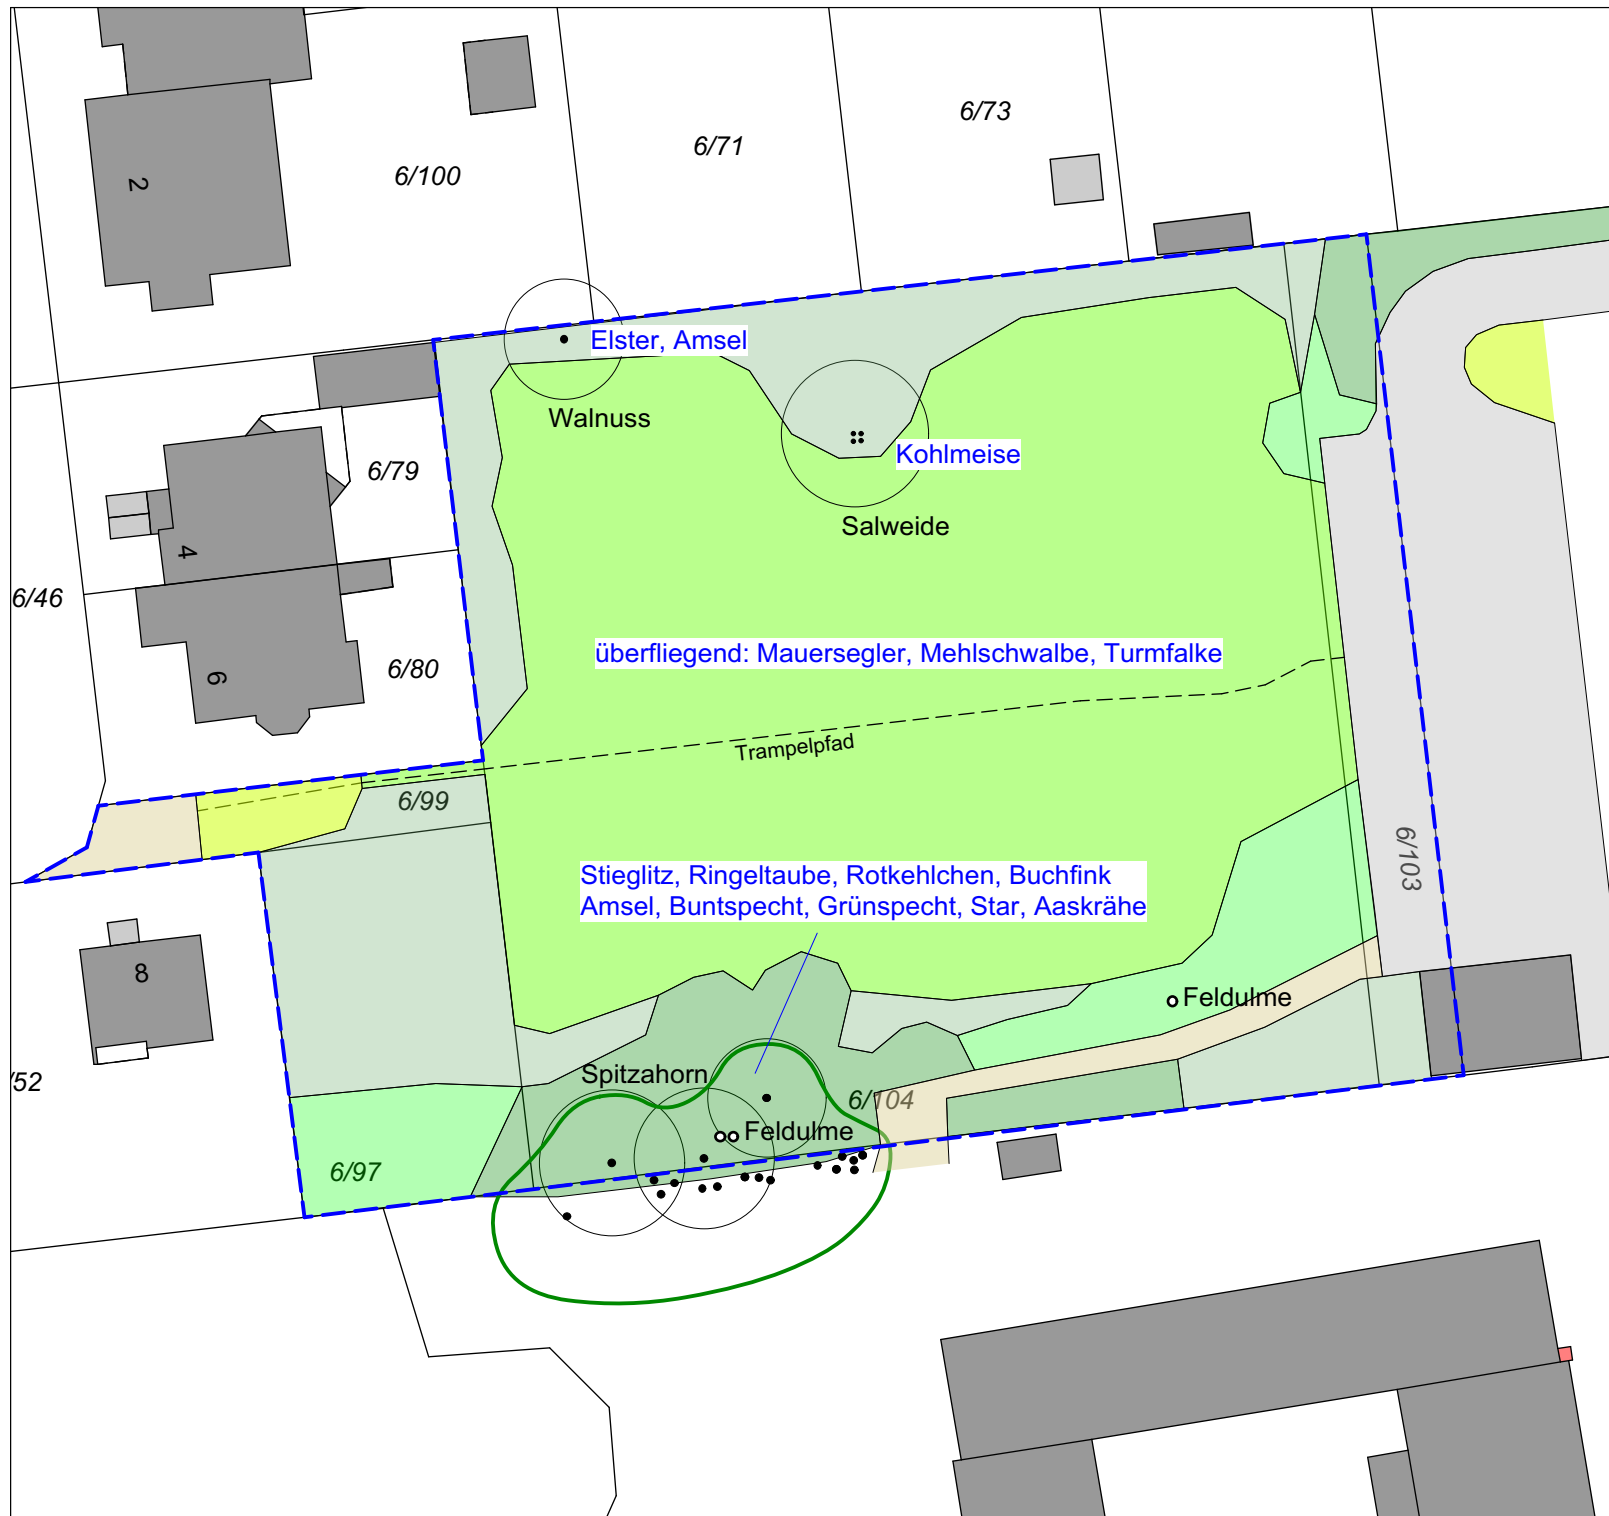 6/73
6/71
6/100
2
Elster, Amsel
Walnuss
Kohlmeise
6/79
Salweide
4
6/46
überfliegend: Mauersegler, Mehlschwalbe, Turmfalke
6/80
6
Trampelpfad
6/99
6/103
Stieglitz, Ringeltaube, Rotkehlchen, Buchfink
Amsel, Buntspecht, Grünspecht, Star, Aaskrähe
8
Feldulme
Spitzahorn
/52
6/104
Feldulme
6/97